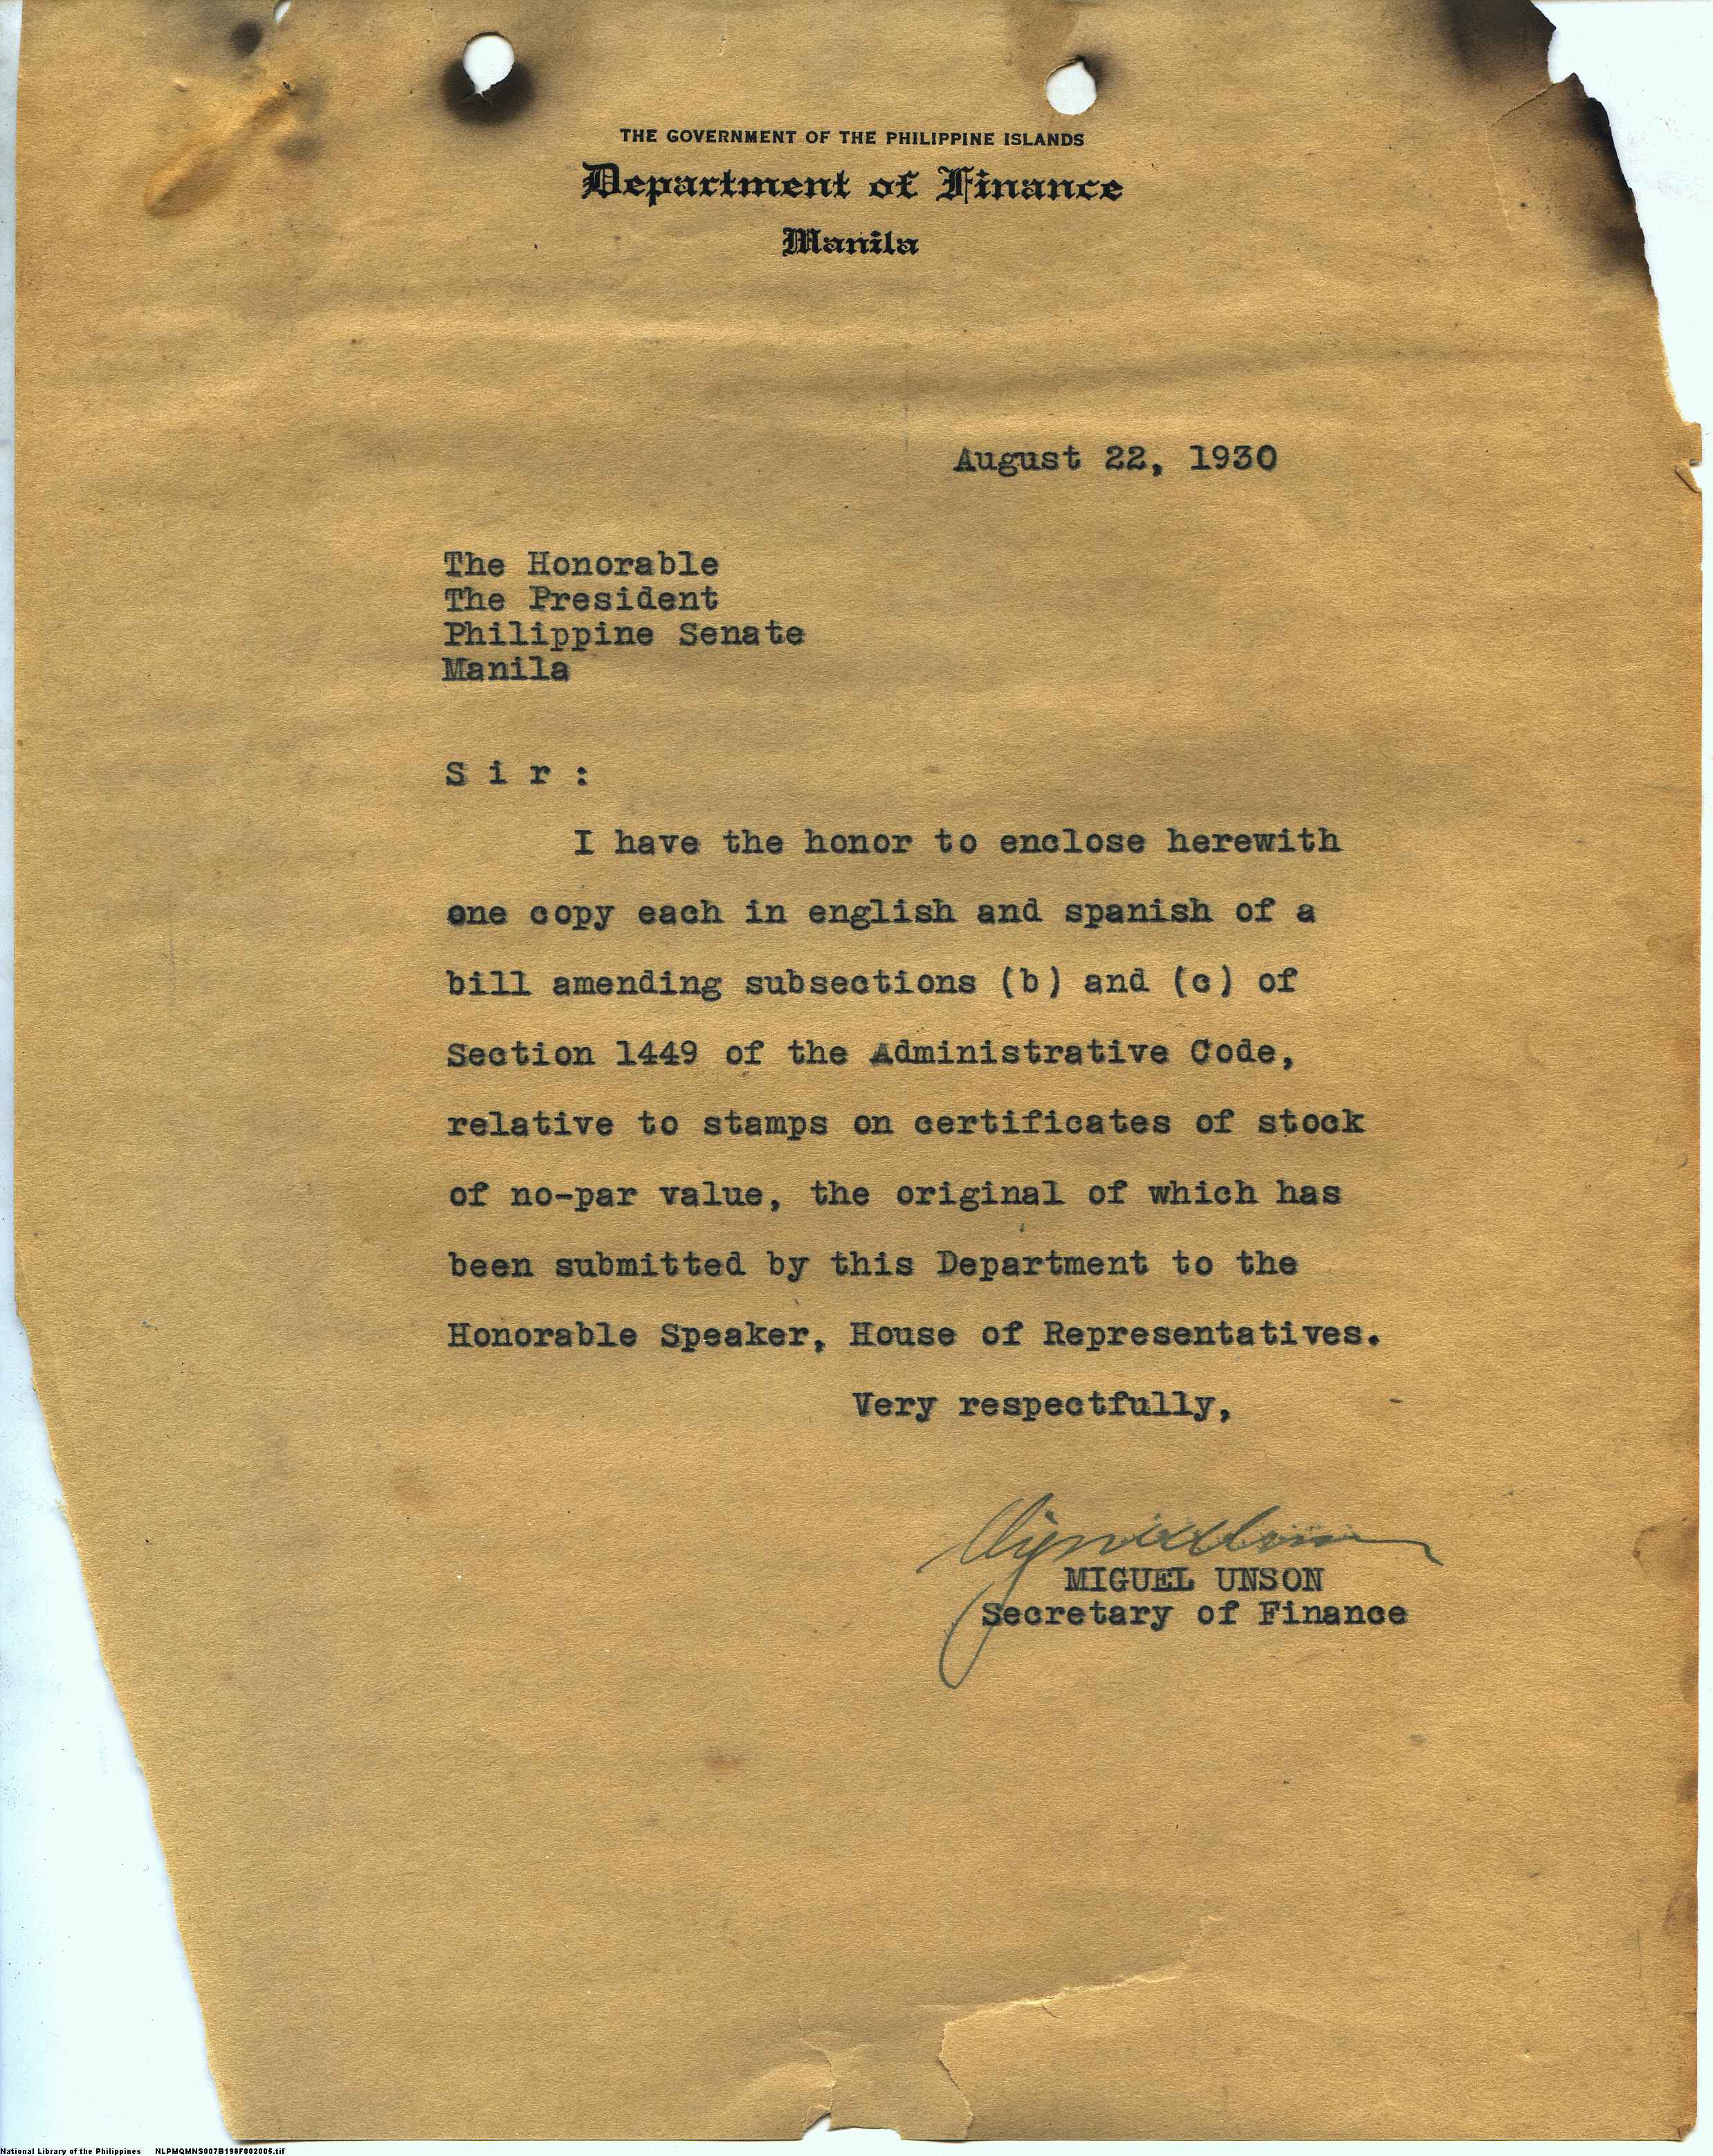 THE GOVERNMENT OF THE PHILIPPINE ISLANDS
Department of Finance
Manila
August 22, 1930
The Honorable
The President
Philippine Senate
Manila
S i r :
I have the honor to enclose herewith
one copy each in english and spanish of a
bill amending subsections (b) and (c) of
Section 1449 of the Administrative Code,
relative to stamps on certificates of stock
of no-par value, the original of which has
been submitted by this Department to the
Honorable Speaker, House of Representatives.
Very respectfully,
MIGUEL UNSON
Secretary of Finance
National Library of the Philippines NLPMQMNS007B198F002005.tif